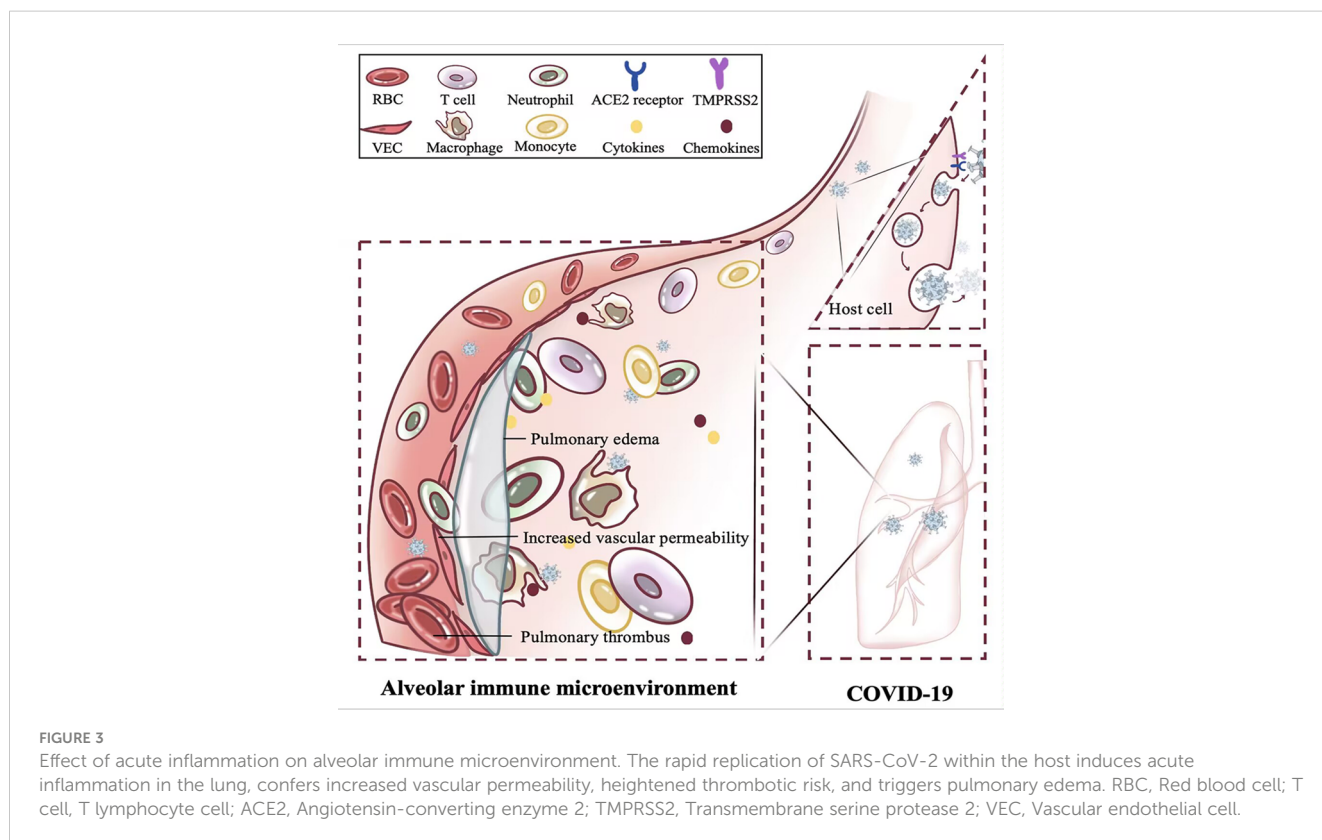 RBC
T cell
Neutrophil
ACE2 receptor
TMPRSS2
VEC
Macrophage
Monocyte
Cytokines
Chemokines
Host cell
Pulmonary edema
Increased vascular permeability
Pulmonary thrombus
Alveolar immune microenvironment
COVID-19
FIGURE 3
Effect of acute inflammation on alveolar immune microenvironment. The rapid replication of SARS-CoV-2 within the host induces acute
inflammation in the lung, confers increased vascular permeability, heightened thrombotic risk, and triggers pulmonary edema. RBC, Red blood cell; T
cell, T lymphocyte cell; ACE2, Angiotensin-converting enzyme 2; TMPRSS2, Transmembrane serine protease 2; VEC, Vascular endothelial cell.